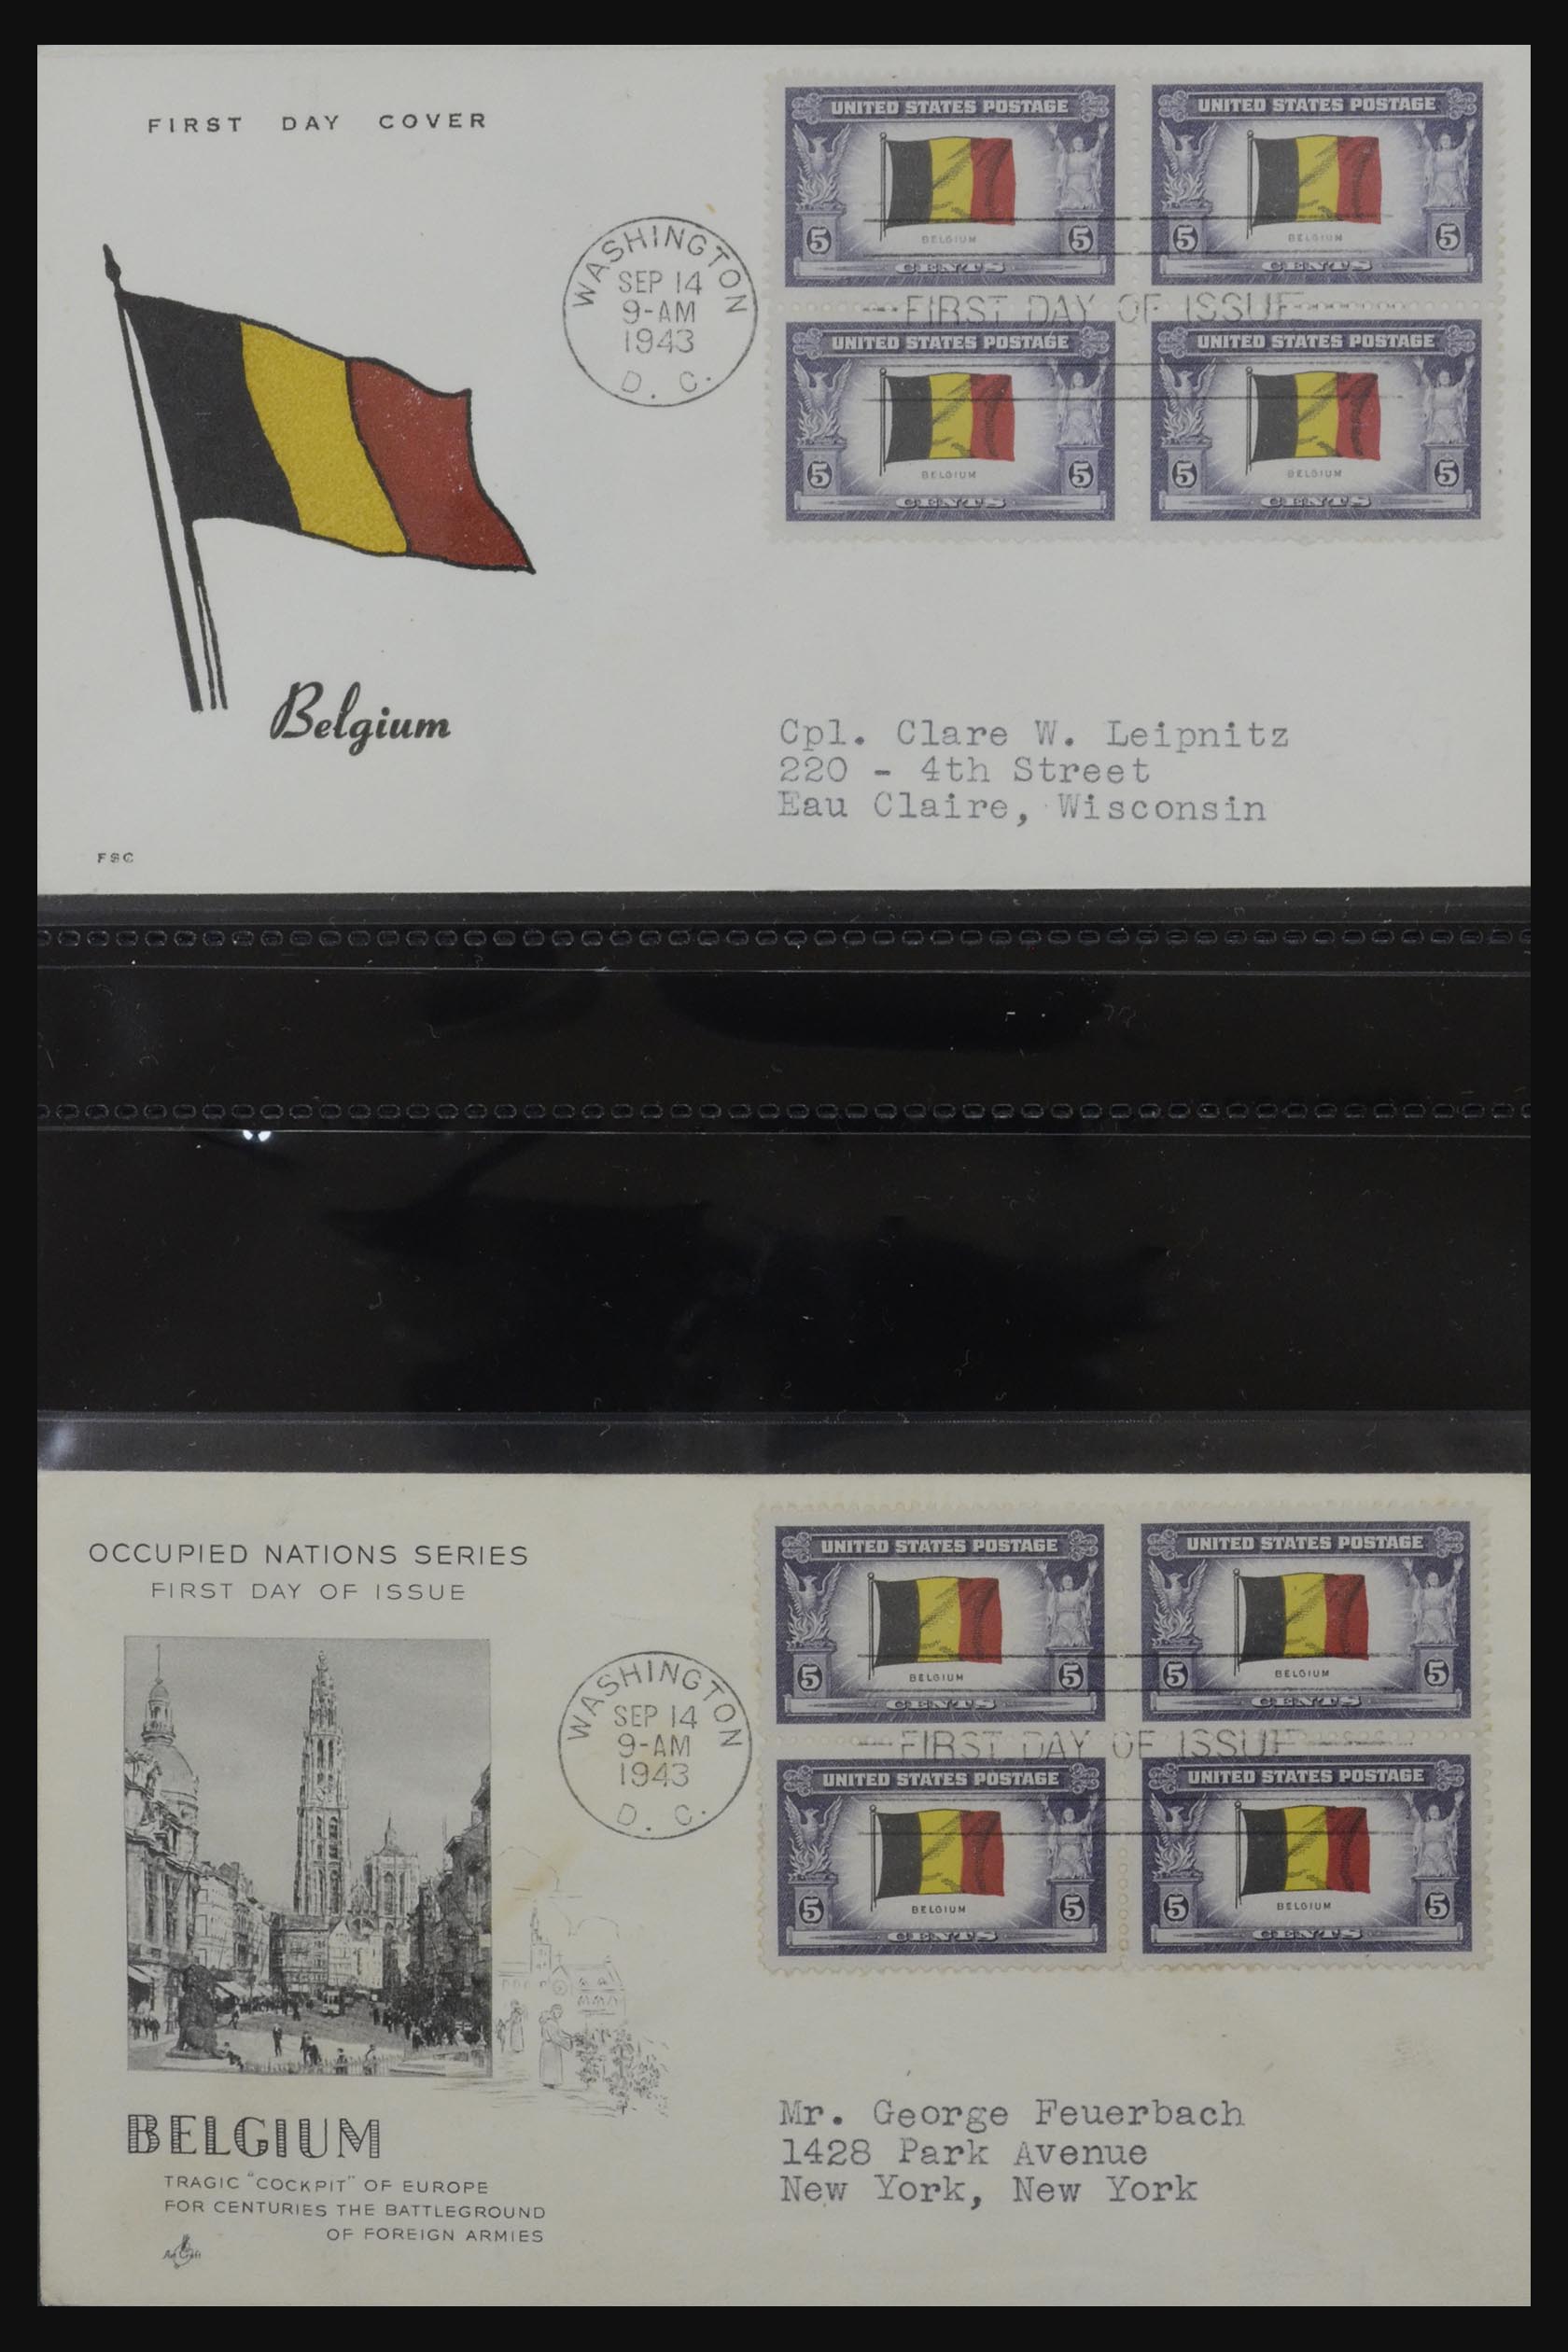 FIRST DAY COVER
UNITED STATES POSTAGE
BELGIUM
5 5
CENTS
UNITED STATES POSTAGE
BELGIUM
5 5
CENTS
WASHINGTON
SEP 14
9-AM
1943
D. C.
FIRST DAY OF ISSUE
UNITED STATES POSTAGE
BELGIUM
5 5
CENTS
UNITED STATES POSTAGE
BELGIUM
5 5
CENTS
Belgium
Cpl. Clare W. Leipnitz
220 - 4th Street
Eau Claire, Wisconsin
FSC
OCCUPIED NATIONS SERIES
FIRST DAY OF ISSUE
UNITED STATES POSTAGE
BELGIUM
5 5
CENTS
UNITED STATES POSTAGE
BELGIUM
5 5
CENTS
WASHINGTON
SEP 14
9-AM
1943
D. C.
FIRST DAY OF ISSUE
UNITED STATES POSTAGE
BELGIUM
5 5
CENTS
UNITED STATES POSTAGE
BELGIUM
5 5
CENTS
BELGIUM
TRAGIC "COCKPIT" OF EUROPE
FOR CENTURIES THE BATTLEGROUND
OF FOREIGN ARMIES
Art Craft
Mr. George Feuerbach
1428 Park Avenue
New York, New York